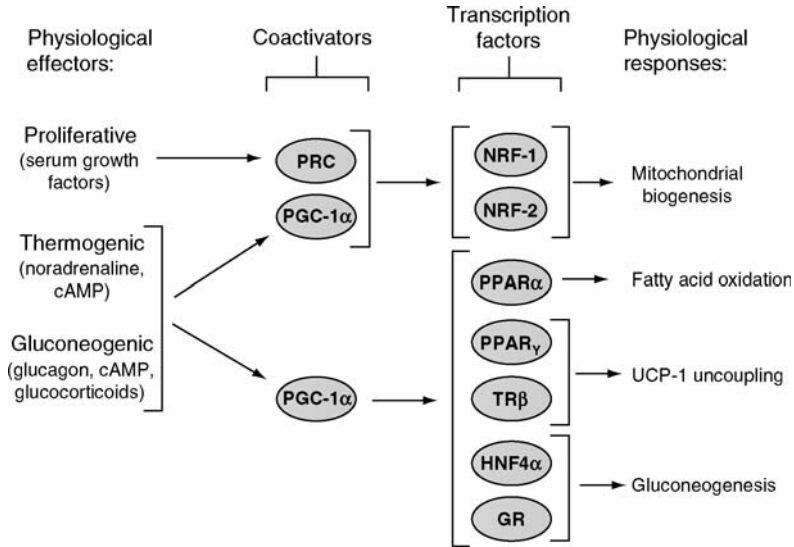 Physiological
effectors:
Coactivators
Transcription
factors
Physiological
responses:
Proliferative
(serum growth
factors)
Thermogenic
(noradrenaline,
cAMP)
Gluconeogenic
(glucagon, cAMP,
glucocorticoids)
PRC
PGC-1α
PGC-1α
NRF-1
NRF-2
PPARα
PPARγ
TRβ
HNF4α
GR
Mitochondrial
biogenesis
Fatty acid oxidation
UCP-1 uncoupling
Gluconeogenesis